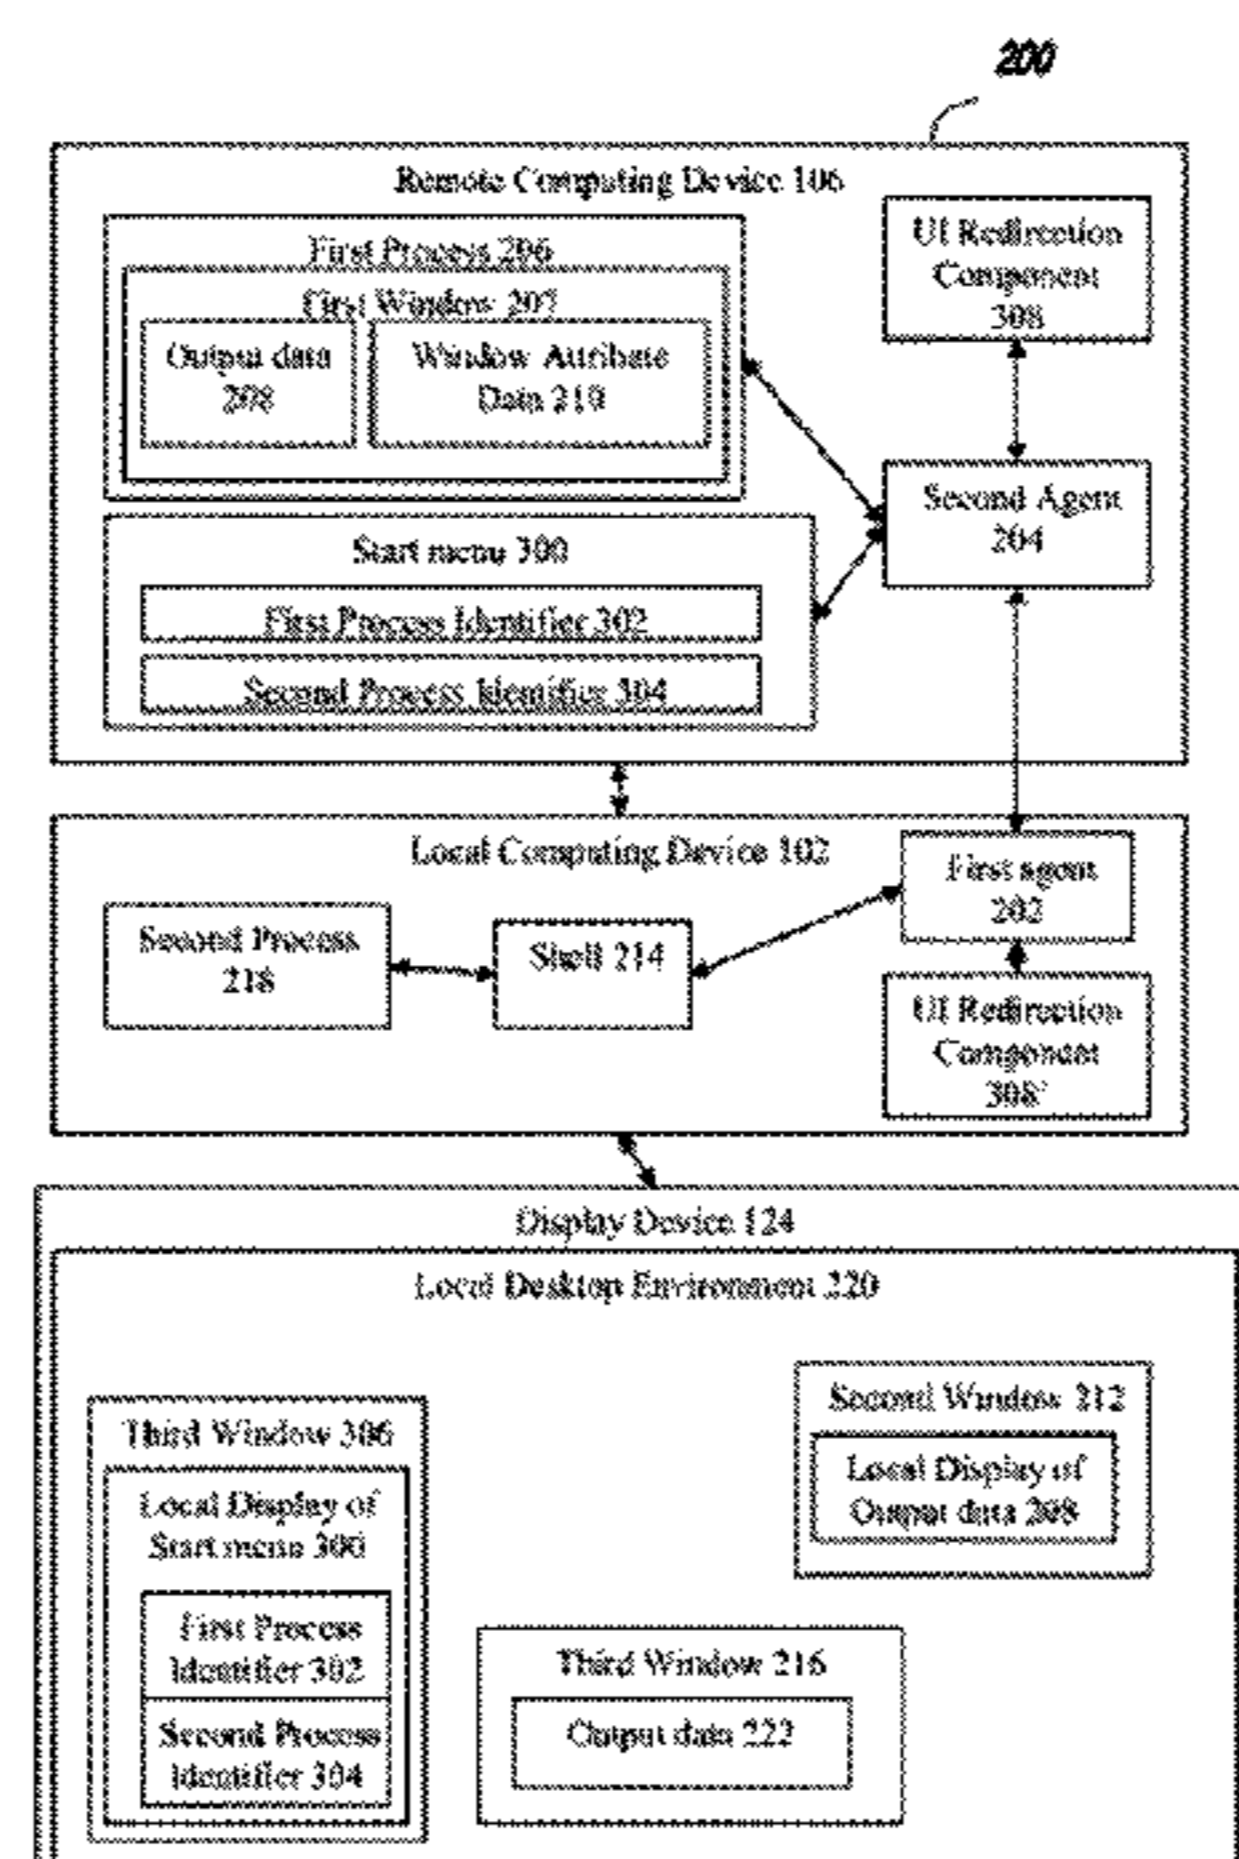 200
Remote Computing Device 106
First Process 206
First Window 207
Output data
208
Window Attribute
Data 210
UI Redirection
Component
308
Second Agent
204
Start menu 300
First Process Identifier 302
Second Process Identifier 304
Local Computing Device 102
First agent
202
Second Process
218
Shell 214
UI Redirection
Component
308'
Display Device 124
Local Desktop Environment 220
Second Window 212
Local Display of
Output data 208
Third Window 306
Local Display of
Start menu 300
First Process
Identifier 302
Second Process
Identifier 304
Third Window 216
Output data 222